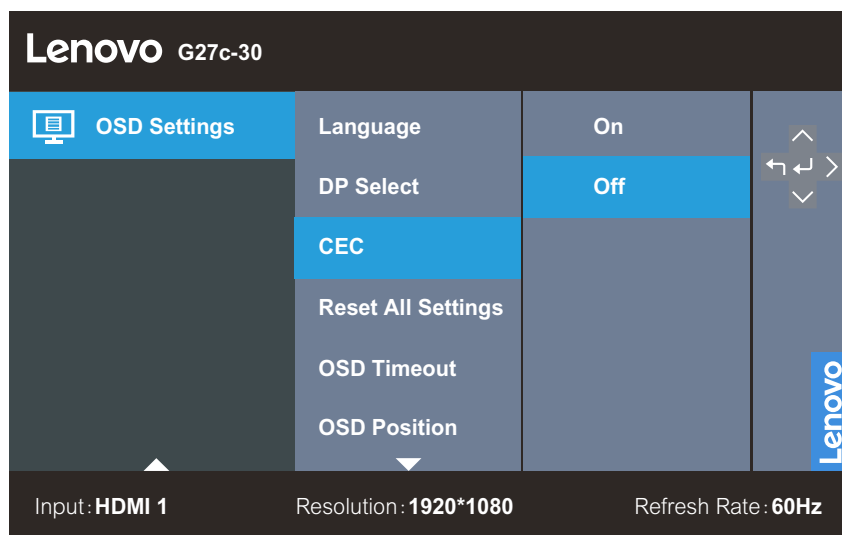 Lenovo G27c-30
OSD Settings
Language
DP Select
CEC
Reset All Settings
OSD Timeout
OSD Position
On
Off
Lenovo
Input:HDMI 1
Resolution:1920*1080
Refresh Rate:60Hz